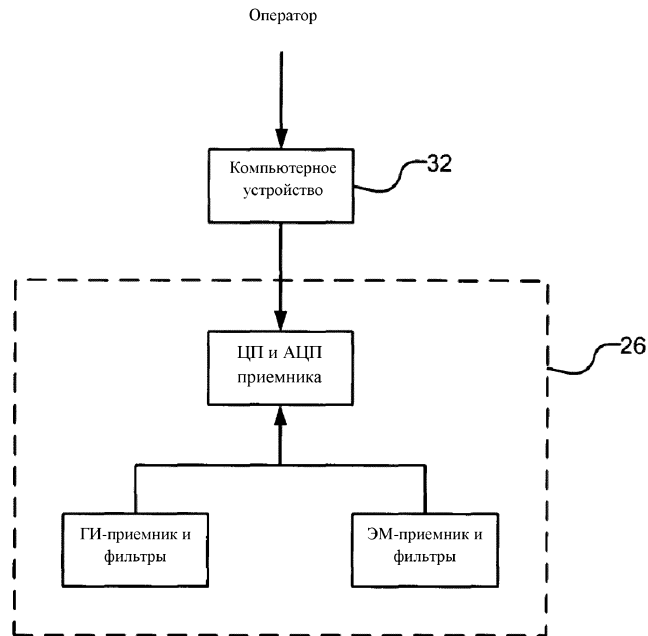 Оператор
Компьютерное
устройство
32
ЦП и АЦП
приемника
26
ГИ-приемник и
фильтры
ЭМ-приемник и
фильтры